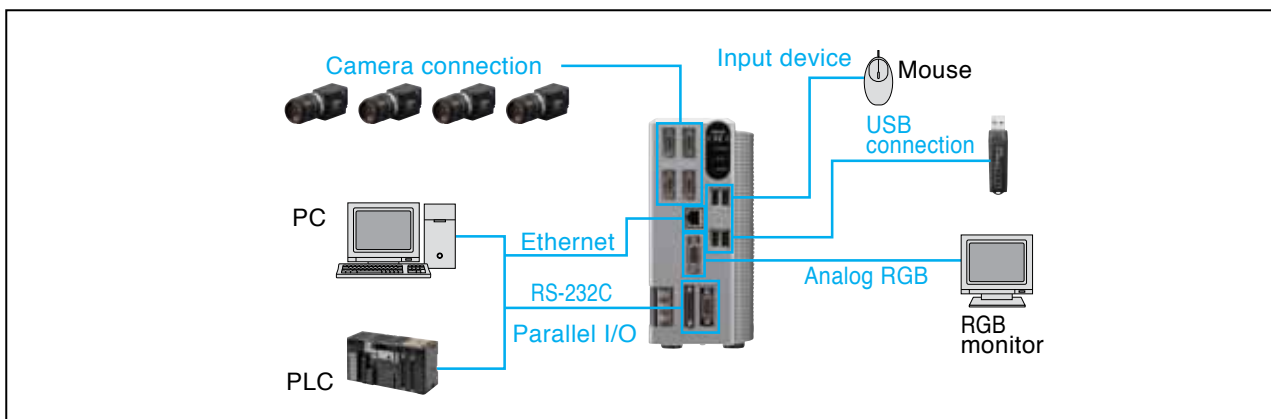 Camera connection
Input device
Mouse
USB
connection
PC
Ethernet
Analog RGB
RS-232C
Parallel I/O
RGB
monitor
PLC